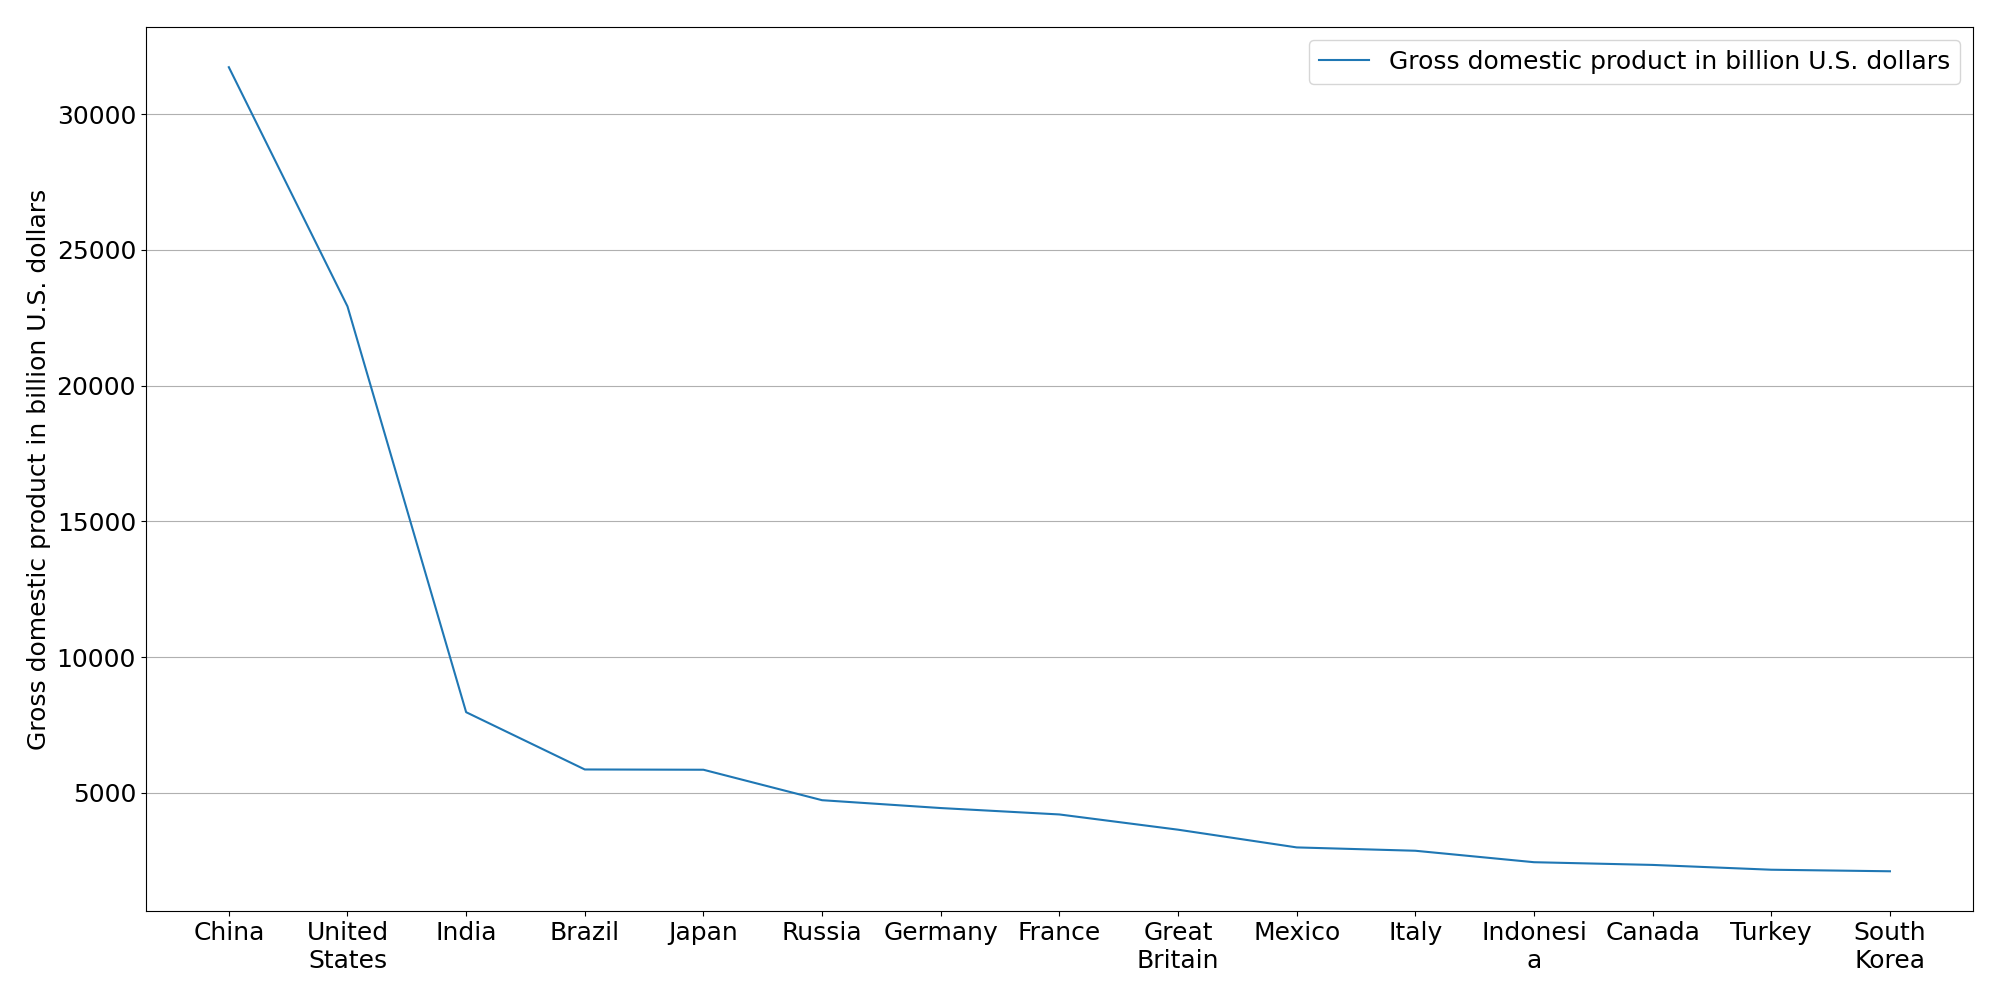 Gross domestic product in billion U.S. dollars
Gross domestic product in billion U.S. dollars
30000
25000
20000
15000
10000
5000
China
United
States
India
Brazil
Japan
Russia
Germany
France
Great
Britain
Mexico
Italy
Indonesi
a
Canada
Turkey
South
Korea